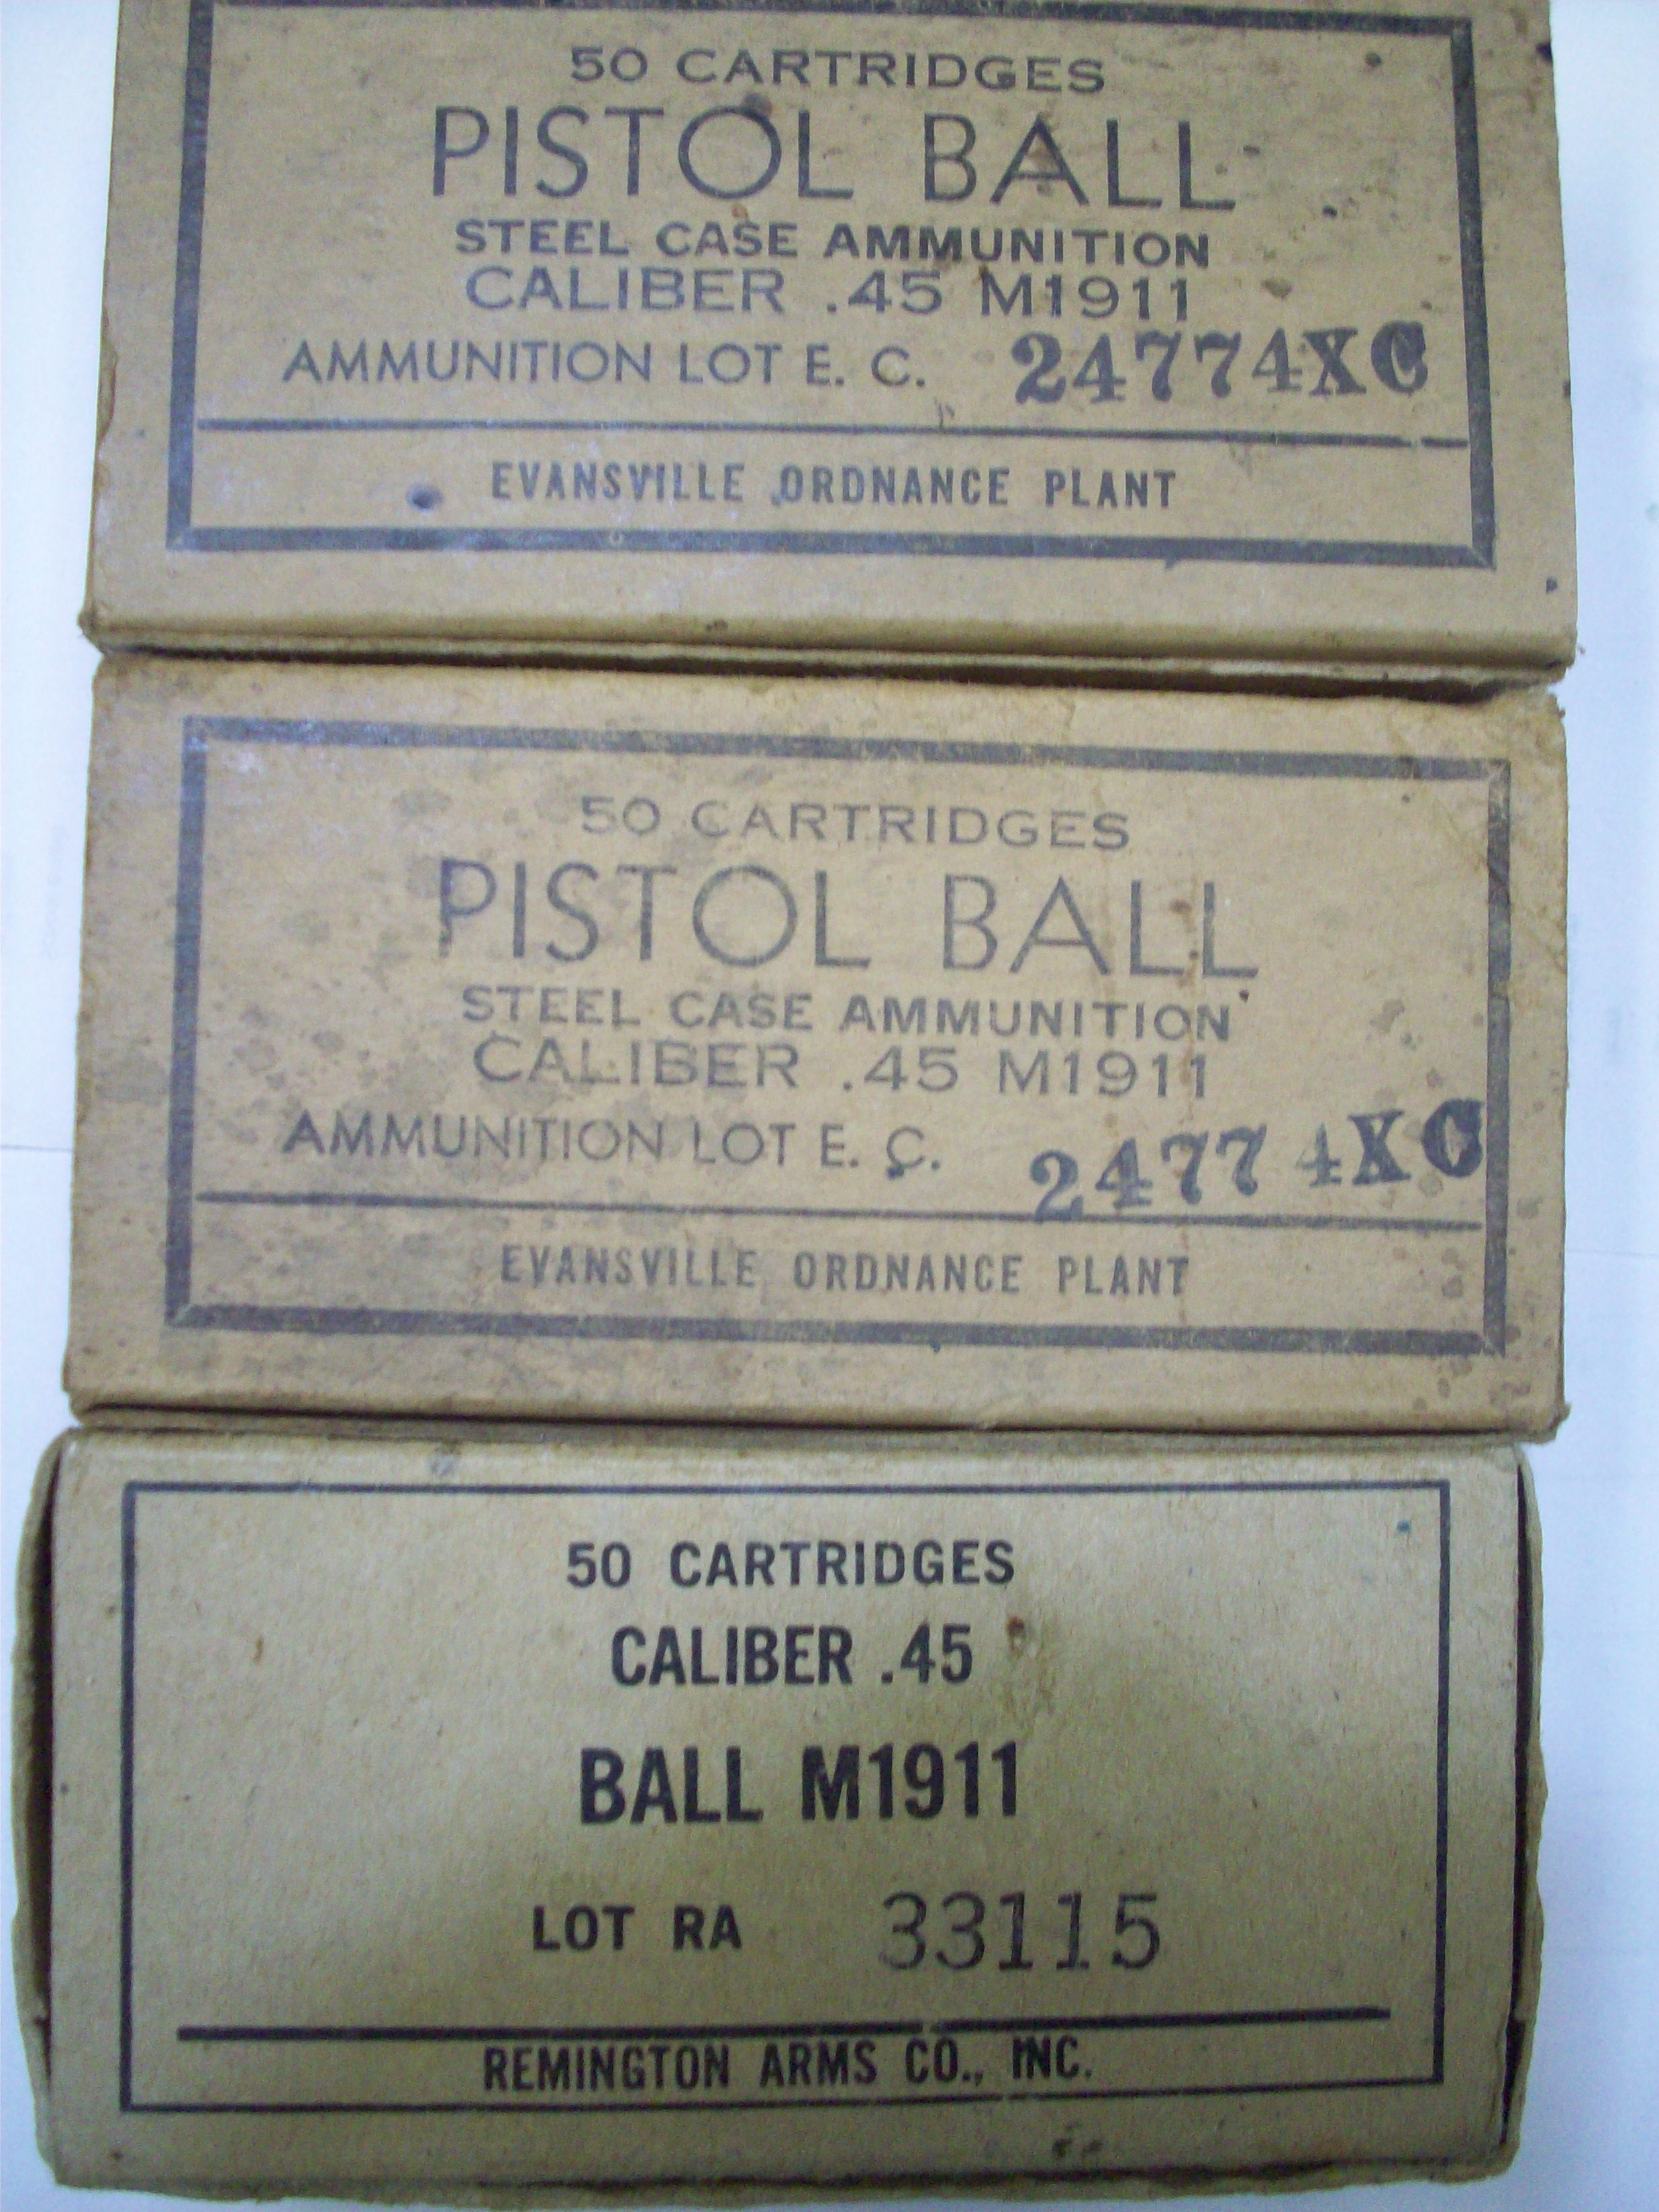 50 CARTRIDGES
PISTOL BALL
STEEL CASE AMMUNITION
CALIBER .45 M1911
AMMUNITION LOT E. C. 24774XC
EVANSVILLE ORDNANCE PLANT
50 CARTRIDGES
PISTOL BALL
STEEL CASE AMMUNITION
CALIBER .45 M1911
AMMUNITION LOT E. C. 24774XC
EVANSVILLE ORDNANCE PLANT
50 CARTRIDGES
CALIBER .45
BALL M1911
LOT RA 33115
REMINGTON ARMS CO., INC.